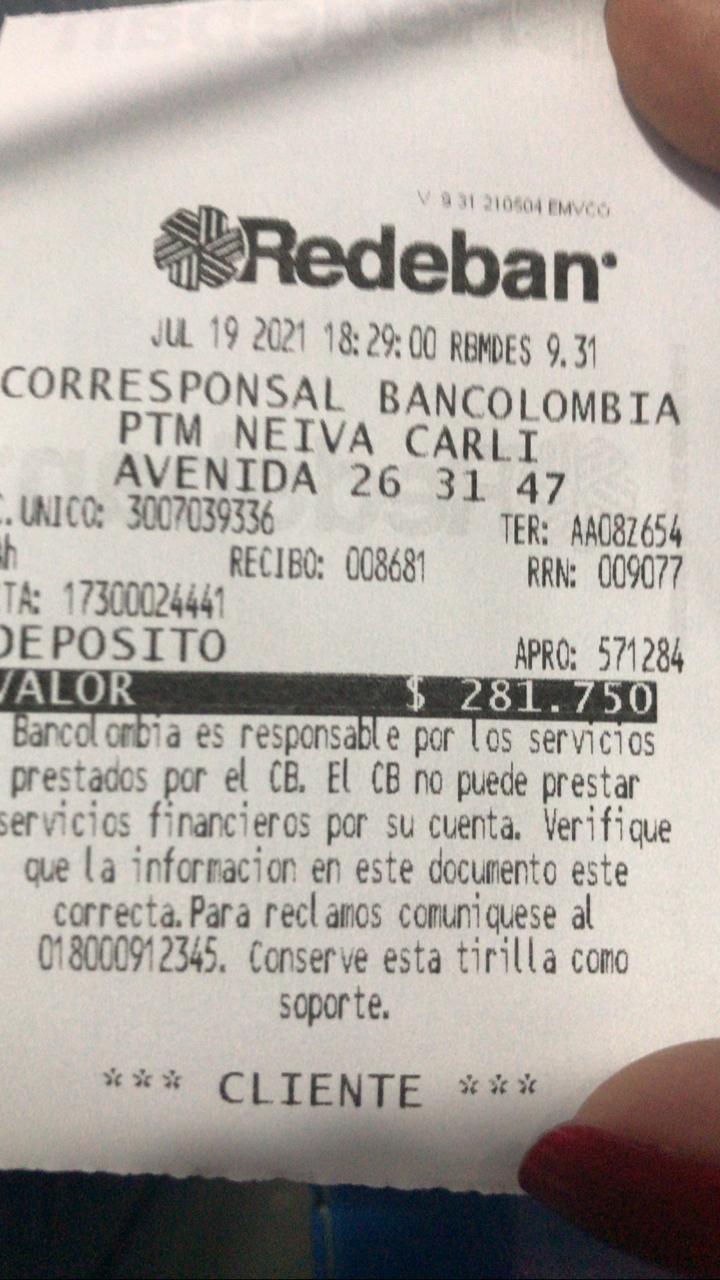 V 9 31 210504 EMVCO
Redeban
JUL 19 2021 18:29:00 RBMDES 9.31
CORRESPONSAL BANCOLOMBIA
PTM NEIVA CARLI
AVENIDA 26 31 47
C. UNICO: 3007039336 TER: AA08Z654
Ah RECIBO: 008681 RRN: 009077
TA: 17300024441
DEPOSITO APRO: 571284
VALOR $ 281.750
Bancolombia es responsable por los servicios
prestados por el CB. El CB no puede prestar
servicios financieros por su cuenta. Verifique
que la informacion en este documento este
correcta.Para reclamos comuniquese al
018000912345. Conserve esta tirilla como
soporte.
*** CLIENTE ***